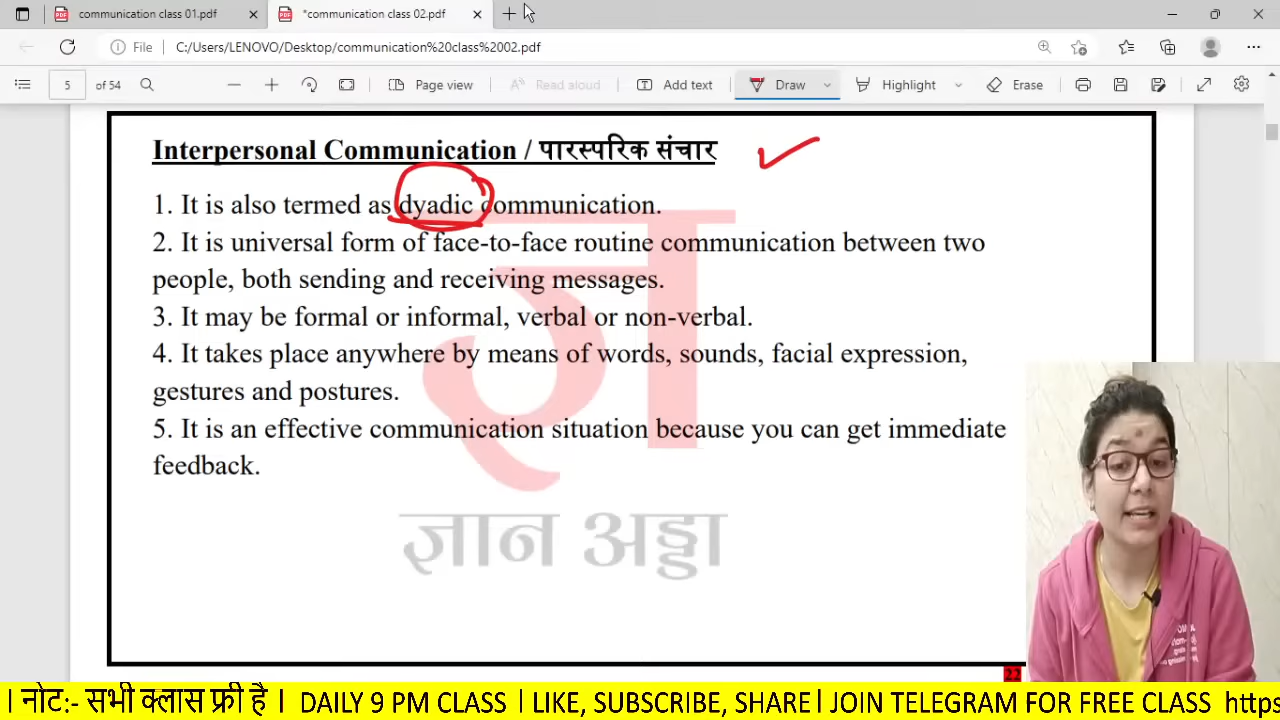 communication class 01.pdf
*communication class 02.pdf
File
C:/Users/LENOVO/Desktop/communication%20class%2002.pdf
5 of 54
Page view
Read aloud
Add text
Draw
Highlight
Erase
Interpersonal Communication / पारस्परिक संचार
1. It is also termed as dyadic communication.
2. It is universal form of face-to-face routine communication between two
people, both sending and receiving messages.
3. It may be formal or informal, verbal or non-verbal.
4. It takes place anywhere by means of words, sounds, facial expression,
gestures and postures.
5. It is an effective communication situation because you can get immediate
feedback.
ज्ञान अड्डा
22
। नोटः- सभी क्लास फ्री है ।  DAILY 9 PM CLASS  । LIKE, SUBSCRIBE, SHARE। JOIN TELEGRAM FOR FREE CLASS  https